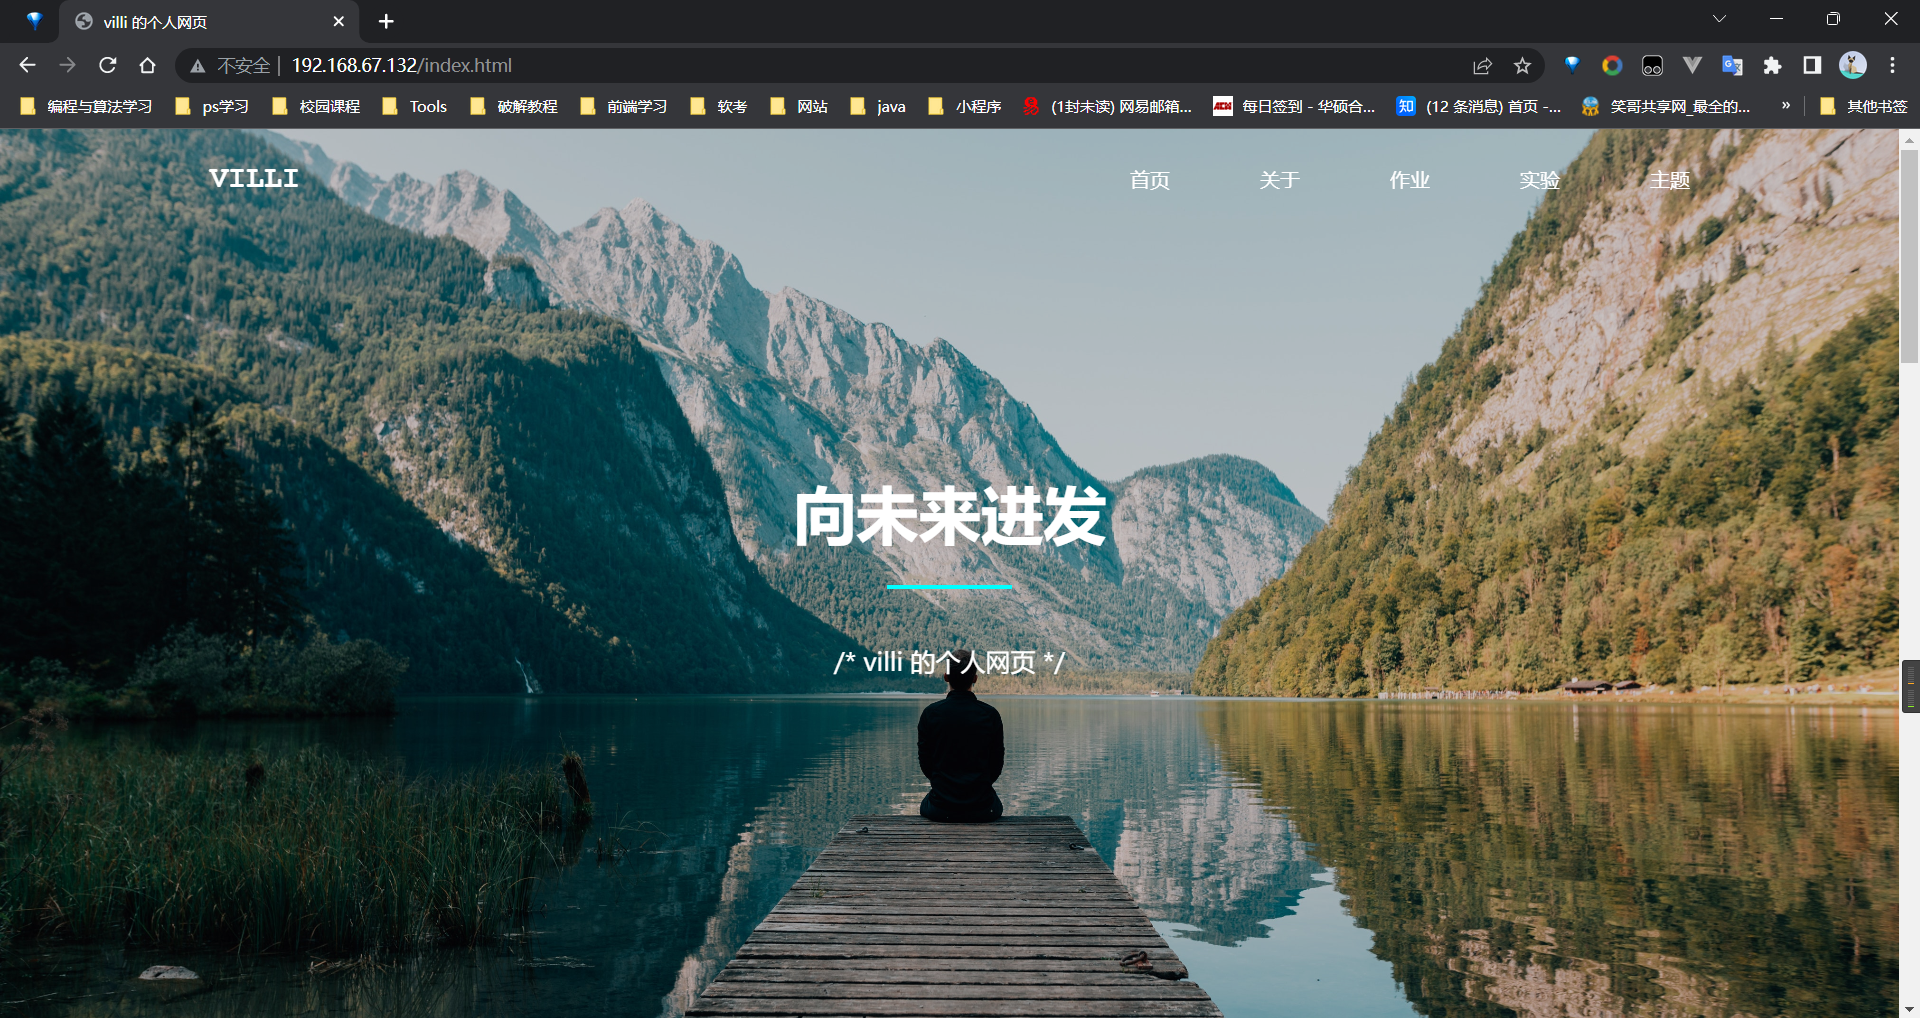 villi 的个人网页
不安全 | 192.168.67.132/index.html
编程与算法学习 ps学习 校园课程 Tools 破解教程 前端学习 软考 网站 java 小程序 (1封未读) 网易邮箱... ACM 每日签到 - 华硕合... 知 (12 条消息) 首页 -... 笑哥共享网_最全的... » 其他书签
VILLI 首页 关于 作业 实验 主题
向未来进发
/* villi 的个人网页 */